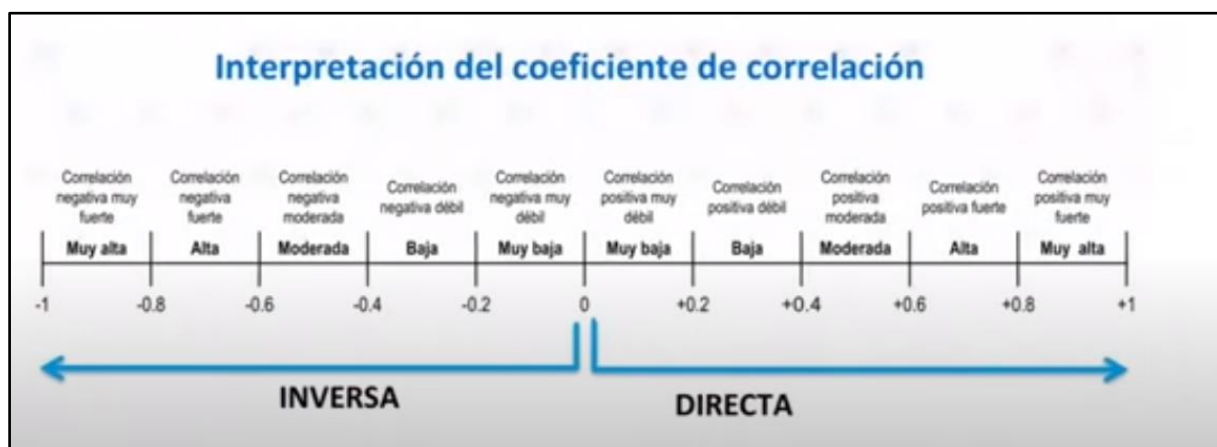 Interpretación del coeficiente de correlación
Correlación
negativa muy
fuerte
Correlación
negativa
fuerte
Correlación
negativa
moderada
Correlación
negativa débil
Correlación
negativa muy
débil
Correlación
positiva muy
débil
Correlación
positiva débil
Correlación
positiva
moderada
Correlación
positiva fuerte
Correlación
positiva muy
fuerte
Muy alta Alta Moderada Baja Muy baja Muy baja Baja Moderada Alta Muy alta
-1 -0.8 -0.6 -0.4 -0.2 0 +0.2 +0.4 +0.6 +0.8 +1
INVERSA DIRECTA